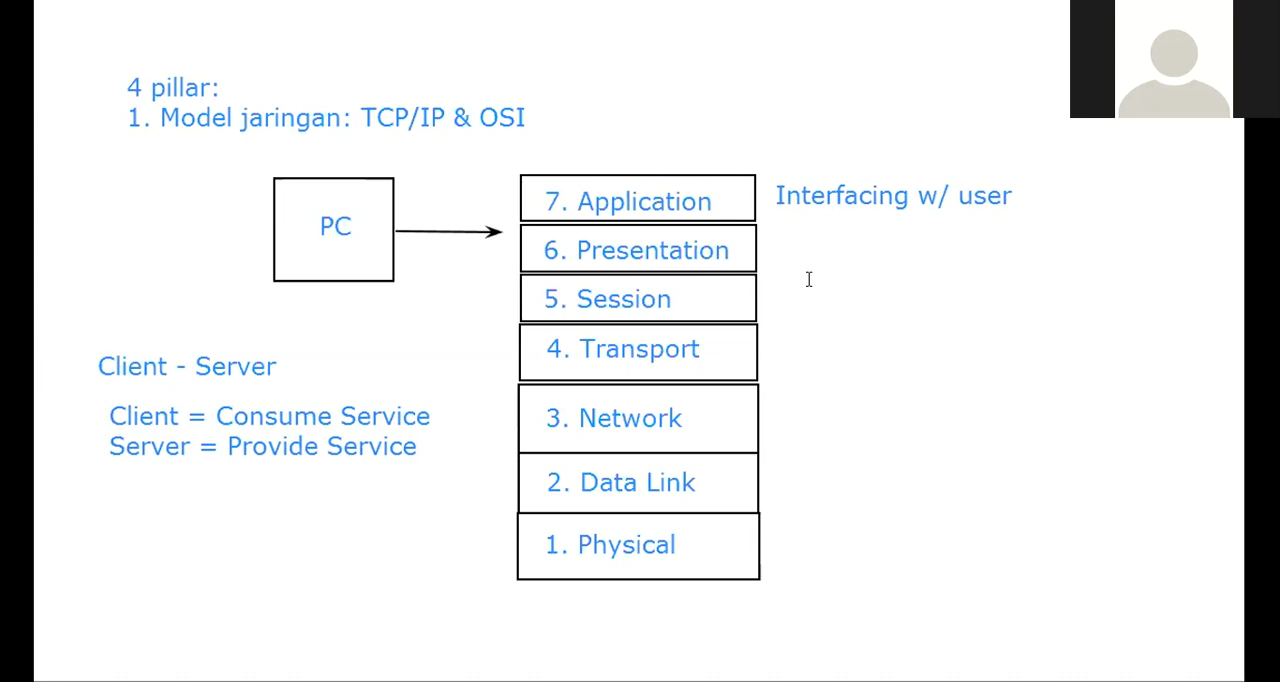 4 pillar:
1. Model jaringan: TCP/IP & OSI
PC
7. Application
Interfacing w/ user
6. Presentation
5. Session
4. Transport
3. Network
2. Data Link
1. Physical
Client - Server
Client = Consume Service
Server = Provide Service